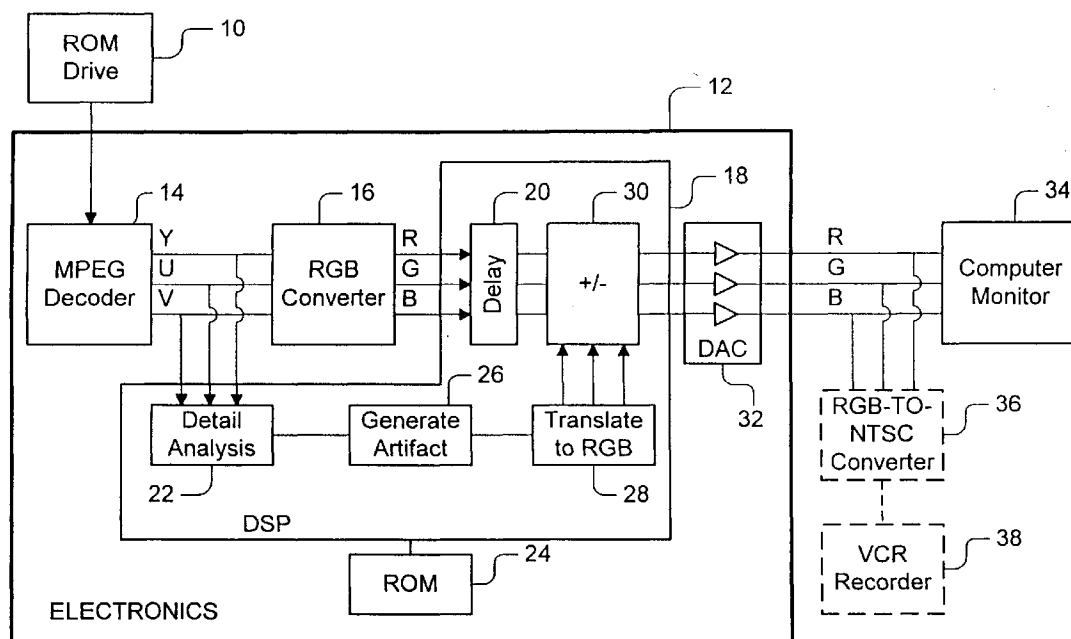 ROM
Drive
10
12
14
16
20
30
18
34
Y
U
V
MPEG
Decoder
RGB
Converter
R
G
B
Delay
+/-
DAC
32
R
G
B
Computer
Monitor
26
Detail
Analysis
22
Generate
Artifact
Translate
to RGB
28
DSP
ROM
24
RGB-TO-
NTSC
Converter
36
VCR
Recorder
38
ELECTRONICS